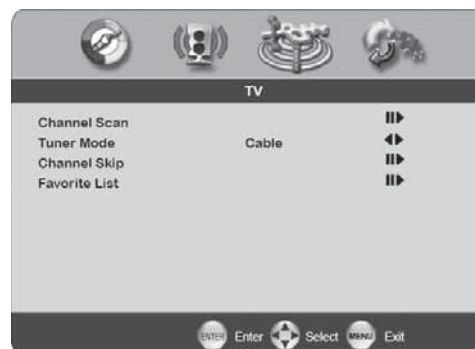 TV
Channel Scan
Tuner Mode Cable
Channel Skip
Favorite List
ENTER Enter Select MENU Exit